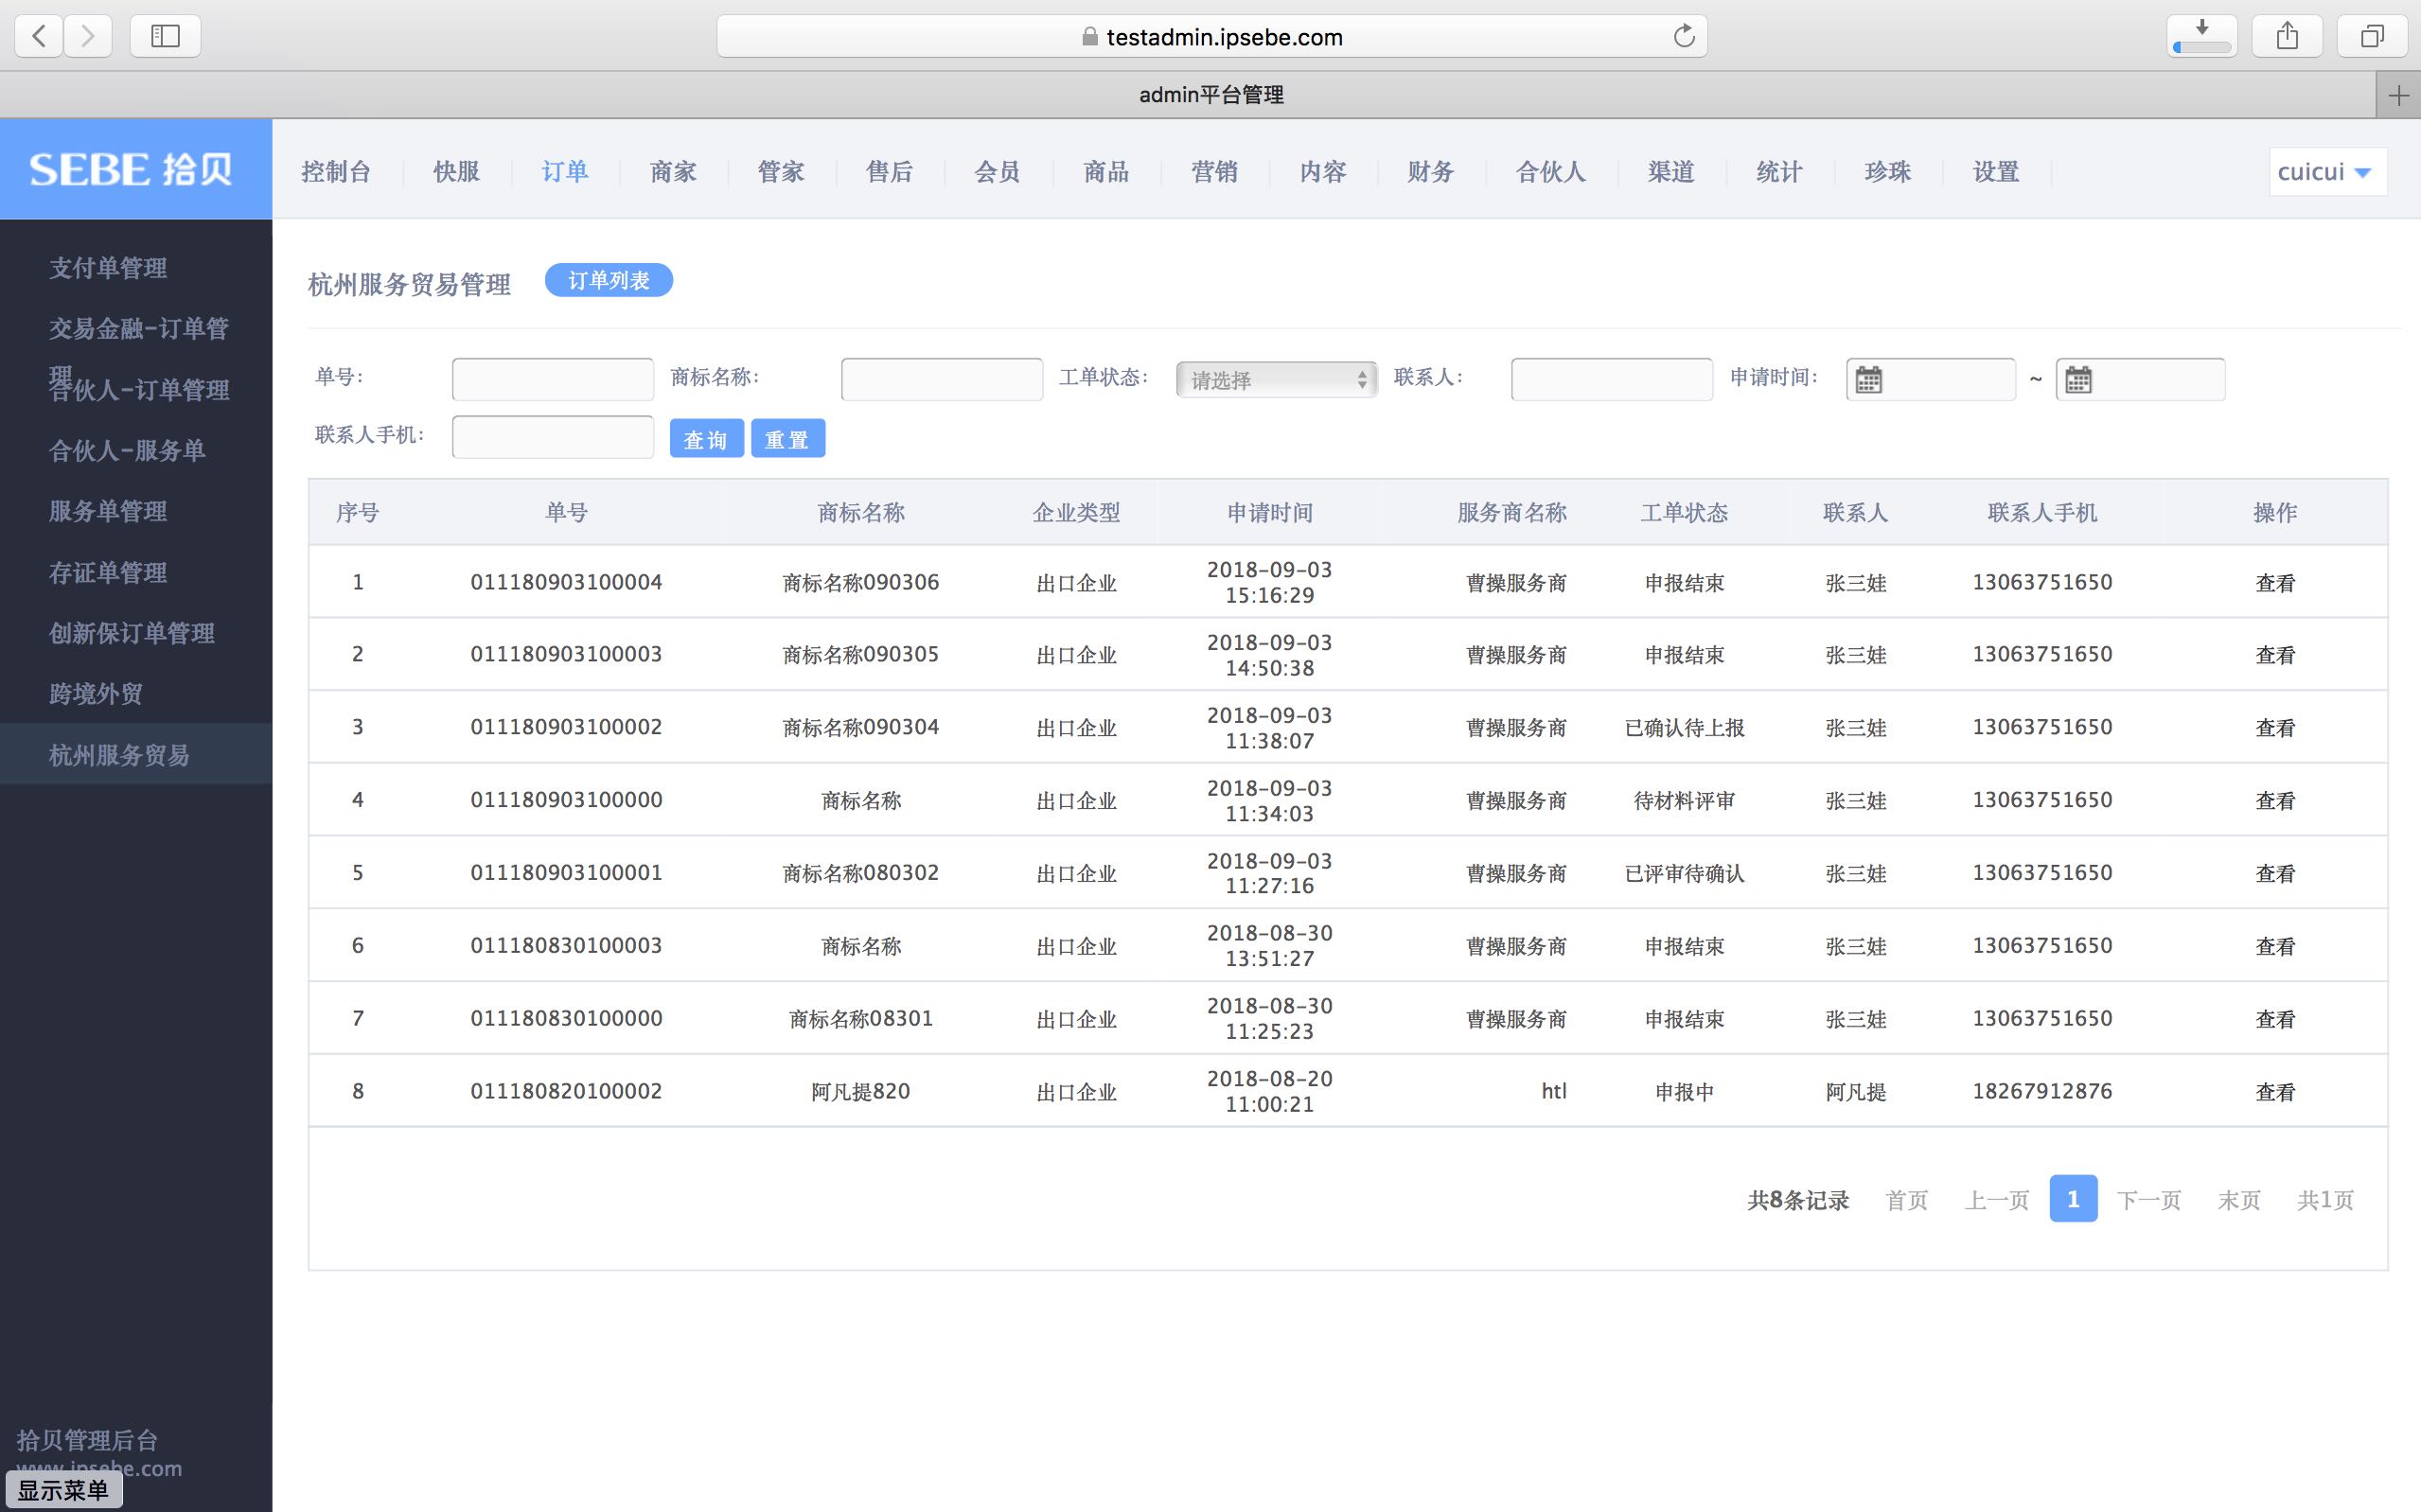 testadmin.ipsebe.com
admin平台管理
SEBE 拾贝
控制台 快服 订单 商家 管家 售后 会员 商品 营销 内容 财务 合伙人 渠道 统计 珍珠 设置 cuicui
支付单管理
交易金融-订单管
理
合伙人-订单管理
合伙人-服务单
服务单管理
存证单管理
创新保订单管理
跨境外贸
杭州服务贸易
杭州服务贸易管理 订单列表
单号: 商标名称: 工单状态: 请选择 联系人: 申请时间: ~
联系人手机: 查询 重置
序号 单号 商标名称 企业类型 申请时间 服务商名称 工单状态 联系人 联系人手机 操作
1 011180903100004 商标名称090306 出口企业 2018-09-03 15:16:29 曹操服务商 申报结束 张三娃 13063751650 查看
2 011180903100003 商标名称090305 出口企业 2018-09-03 14:50:38 曹操服务商 申报结束 张三娃 13063751650 查看
3 011180903100002 商标名称090304 出口企业 2018-09-03 11:38:07 曹操服务商 已确认待上报 张三娃 13063751650 查看
4 011180903100000 商标名称 出口企业 2018-09-03 11:34:03 曹操服务商 待材料评审 张三娃 13063751650 查看
5 011180903100001 商标名称080302 出口企业 2018-09-03 11:27:16 曹操服务商 已评审待确认 张三娃 13063751650 查看
6 011180830100003 商标名称 出口企业 2018-08-30 13:51:27 曹操服务商 申报结束 张三娃 13063751650 查看
7 011180830100000 商标名称08301 出口企业 2018-08-30 11:25:23 曹操服务商 申报结束 张三娃 13063751650 查看
8 011180820100002 阿凡提820 出口企业 2018-08-20 11:00:21 htl 申报中 阿凡提 18267912876 查看
共8条记录 首页 上一页 1 下一页 末页 共1页
拾贝管理后台
www.ipsebe.com
显示菜单